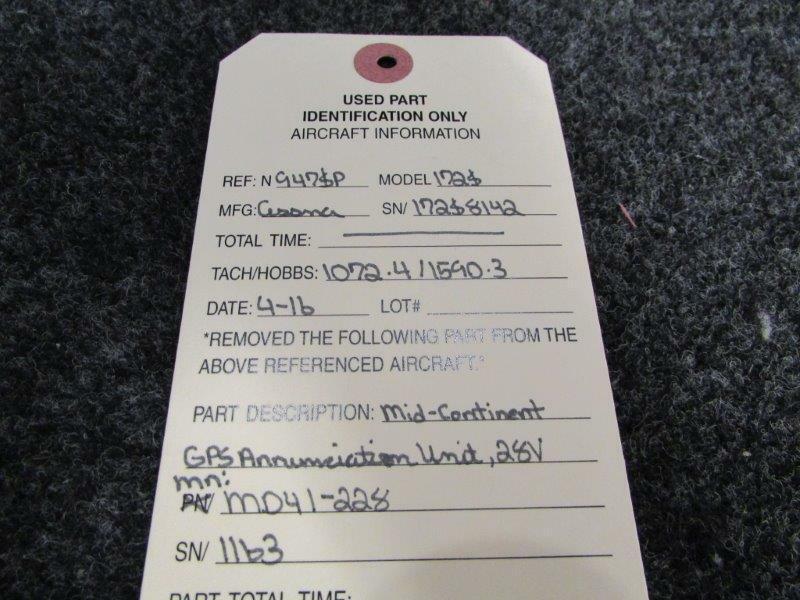 USED PART
IDENTIFICATION ONLY
AIRCRAFT INFORMATION
REF: N 947SP MODEL 172S
MFG: Cessna SN/ 172S8142
TOTAL TIME:
TACH/HOBBS: 1072.4/1590.3
DATE: 4-16 LOT#
*REMOVED THE FOLLOWING PART FROM THE
ABOVE REFERENCED AIRCRAFT.*
PART DESCRIPTION: Mid-Continent
GPS Annunciation Unit, 28V
mn:
PN/ MD41-228
SN/ 1163
PART TOTAL TIME: